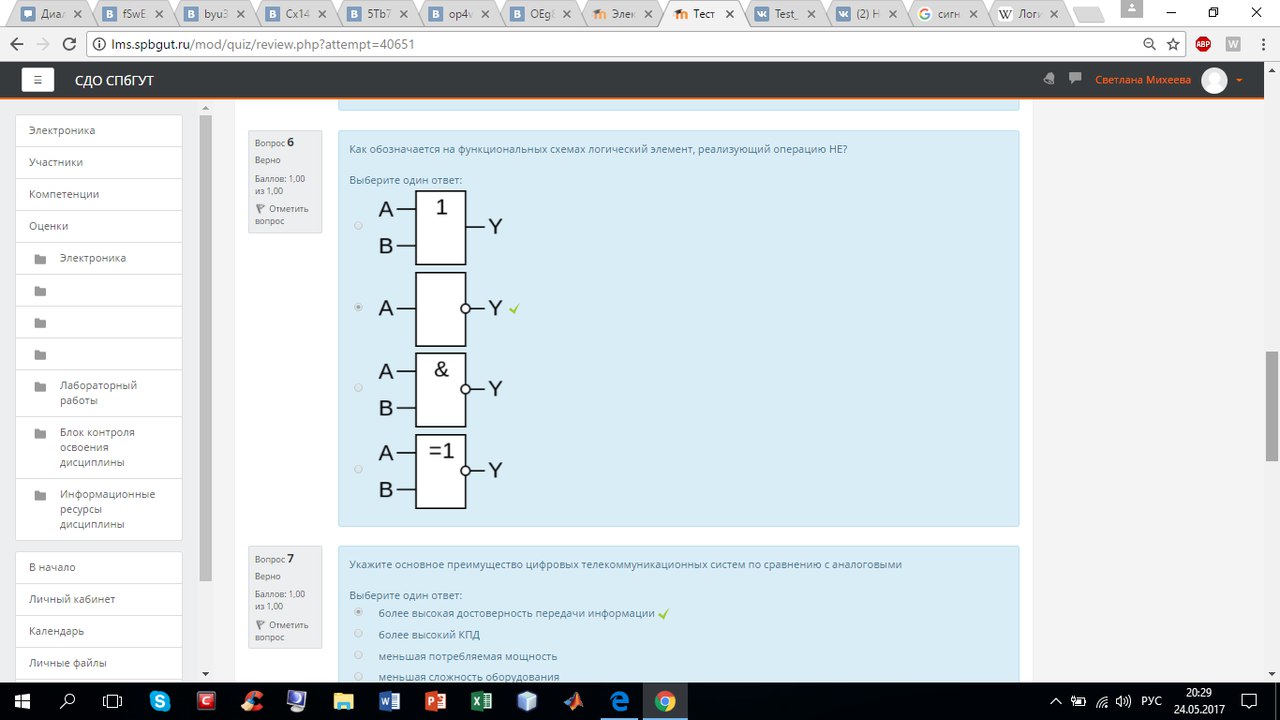 Диал
fSwE
byu3
Cx14
5Tb7
op4v
OEg8
Элек
Тест
Test_
(2) Н
сигн
Логи
lms.spbgut.ru/mod/quiz/review.php?attempt=40651
СДО СПбГУТ
Светлана Михеева
Электроника
Участники
Компетенции
Оценки
Электроника
Лабораторный
работы
Блок контроля
освоения
дисциплины
Информационные
ресурсы
дисциплины
В начало
Личный кабинет
Календарь
Личные файлы
Вопрос 6
Верно
Баллов: 1,00
из 1,00
Отметить
вопрос
Как обозначается на функциональных схемах логический элемент, реализующий операцию НЕ?
Выберите один ответ:
A 1
B Y
A Y
A &
B Y
A =1
B Y
Вопрос 7
Верно
Баллов: 1,00
из 1,00
Отметить
вопрос
Укажите основное преимущество цифровых телекоммуникационных систем по сравнению с аналоговыми
Выберите один ответ:
более высокая достоверность передачи информации
более высокий КПД
меньшая потребляемая мощность
меньшая сложность оборудования
РУС
20:29
24.05.2017